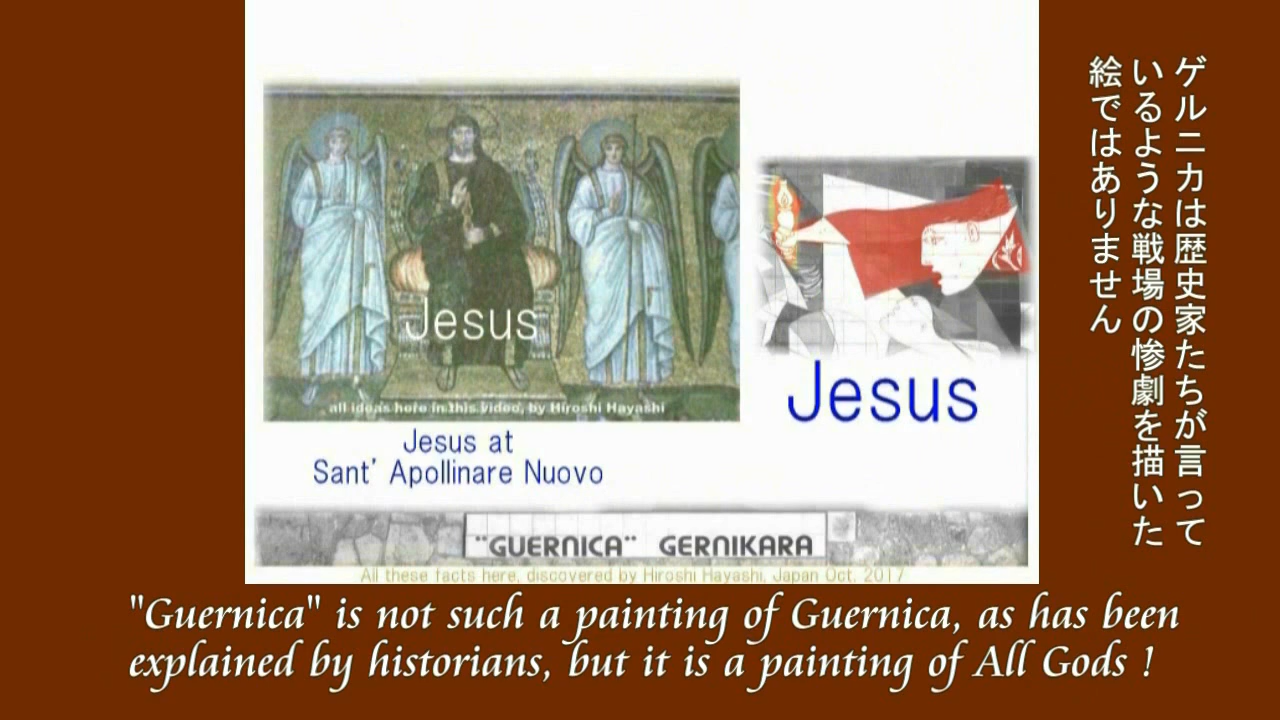 ゲルニカは歴史家たちが言って
いるような戦場の惨劇を描いた
絵ではありません
Jesus
all ideas here in this video, by Hiroshi Hayashi
Jesus at
Sant' Apollinare Nuovo
Jesus
"GUERNICA" GERNIKARA
All these facts here, discovered by Hiroshi Hayashi, Japan Oct. 2017
"Guernica" is not such a painting of Guernica, as has been
explained by historians, but it is a painting of All Gods !